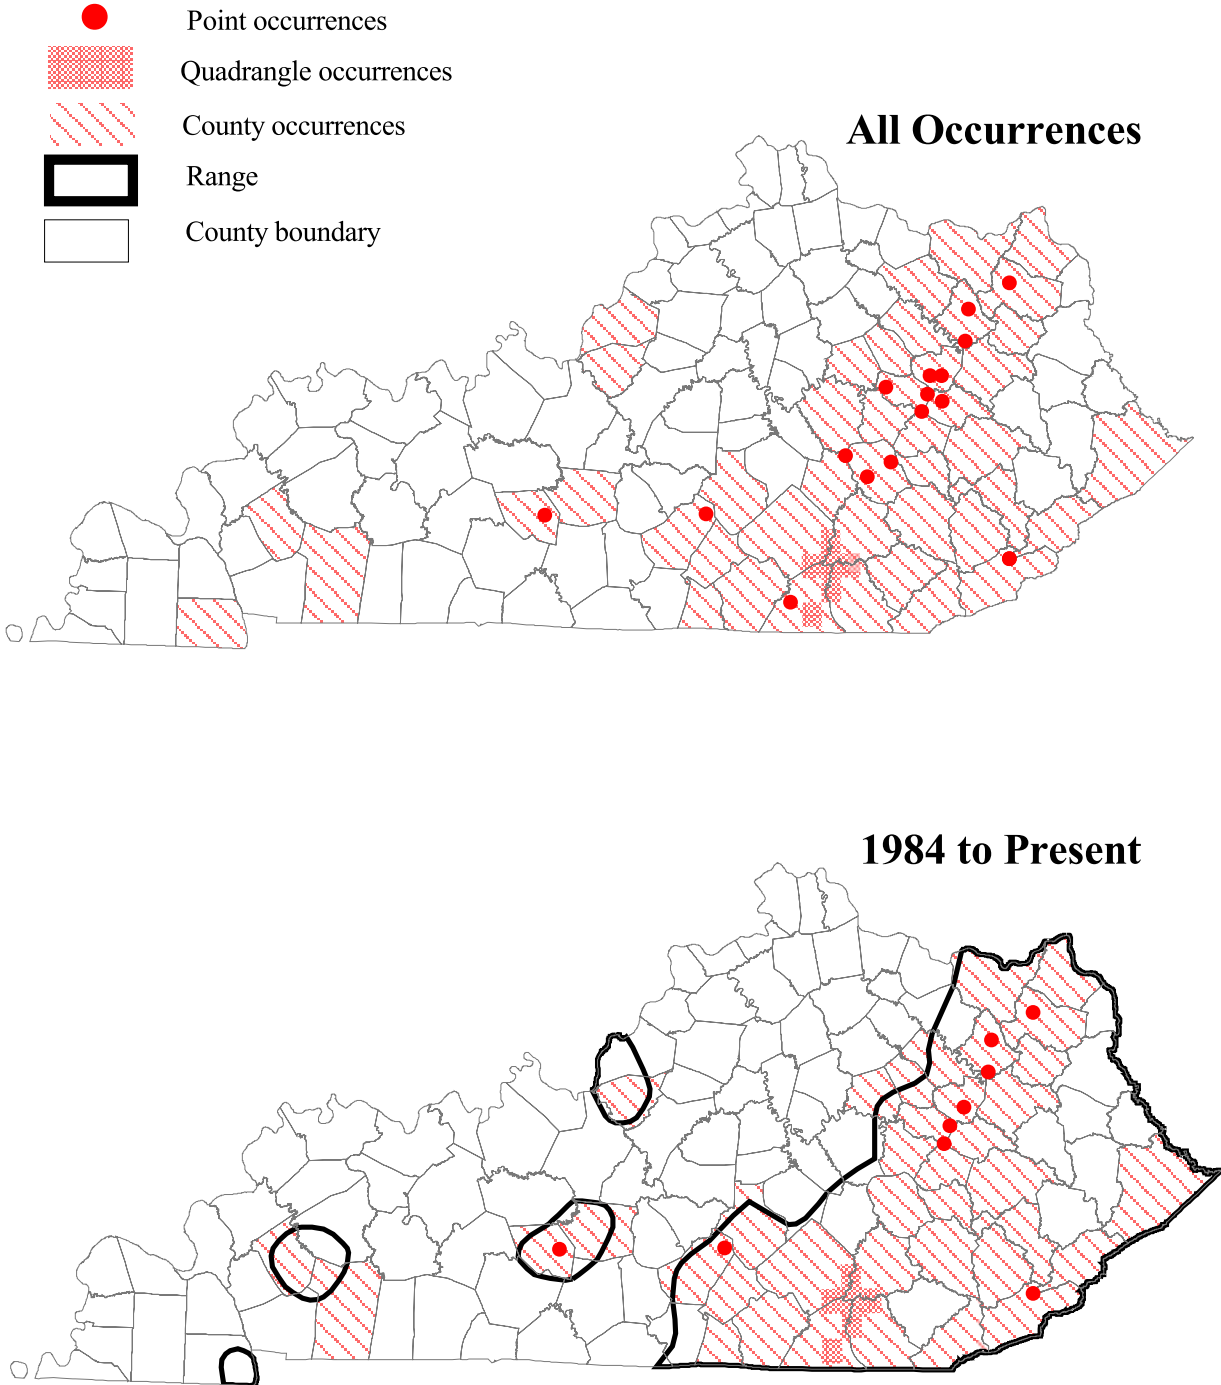 Point occurrences
Quadrangle occurrences
County occurrences
Range
County boundary
All Occurrences
1984 to Present